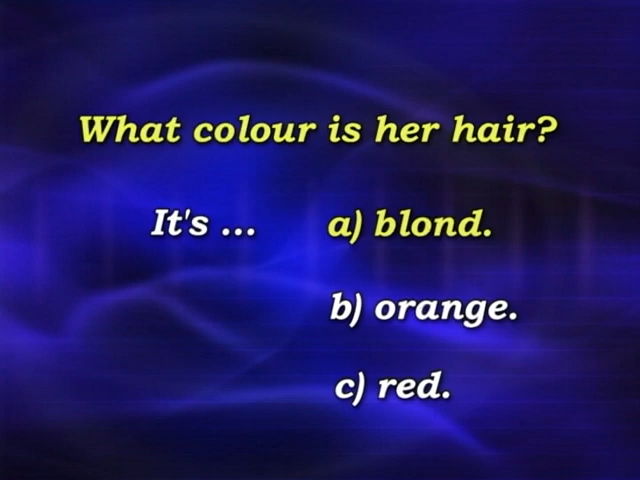 What colour is her hair?
It's ... a) blond.
b) orange.
c) red.